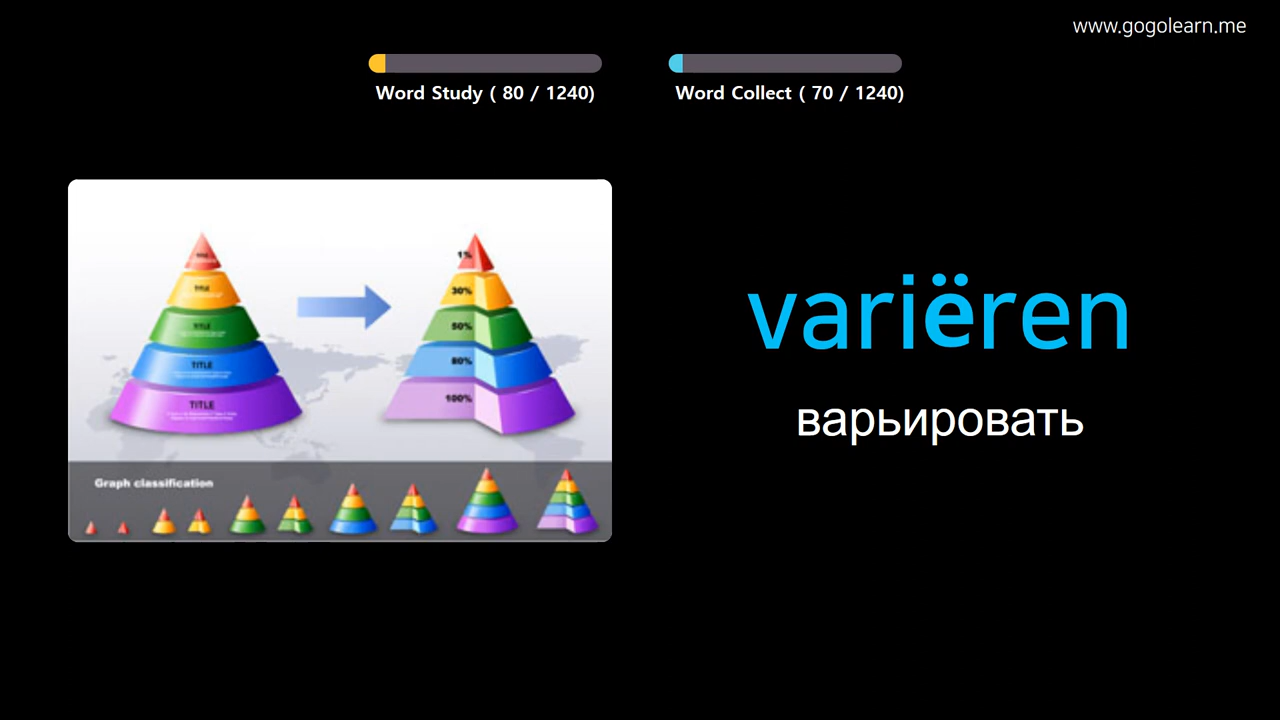 www.gogolearn.me
Word Study ( 80 / 1240)
Word Collect ( 70 / 1240)
TITLE
TITLE
TITLE
TITLE
1%
30%
50%
80%
100%
Graph classification
variëren
варьировать